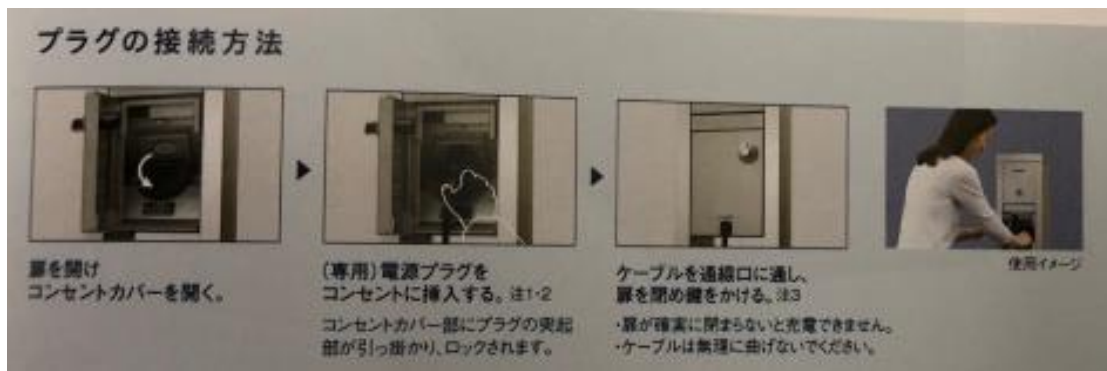 プラグの接続方法
扉を開け
コンセントカバーを開く。
(専用)電源プラグを
コンセントに挿入する。注1・2
コンセントカバー部にプラグの突起
部が引っ掛かり、ロックされます。
ケーブルを通線口に通し、
扉を閉め鍵をかける。注3
・扉が確実に閉まらないと充電できません。
・ケーブルは無理に曲げないでください。
使用イメージ